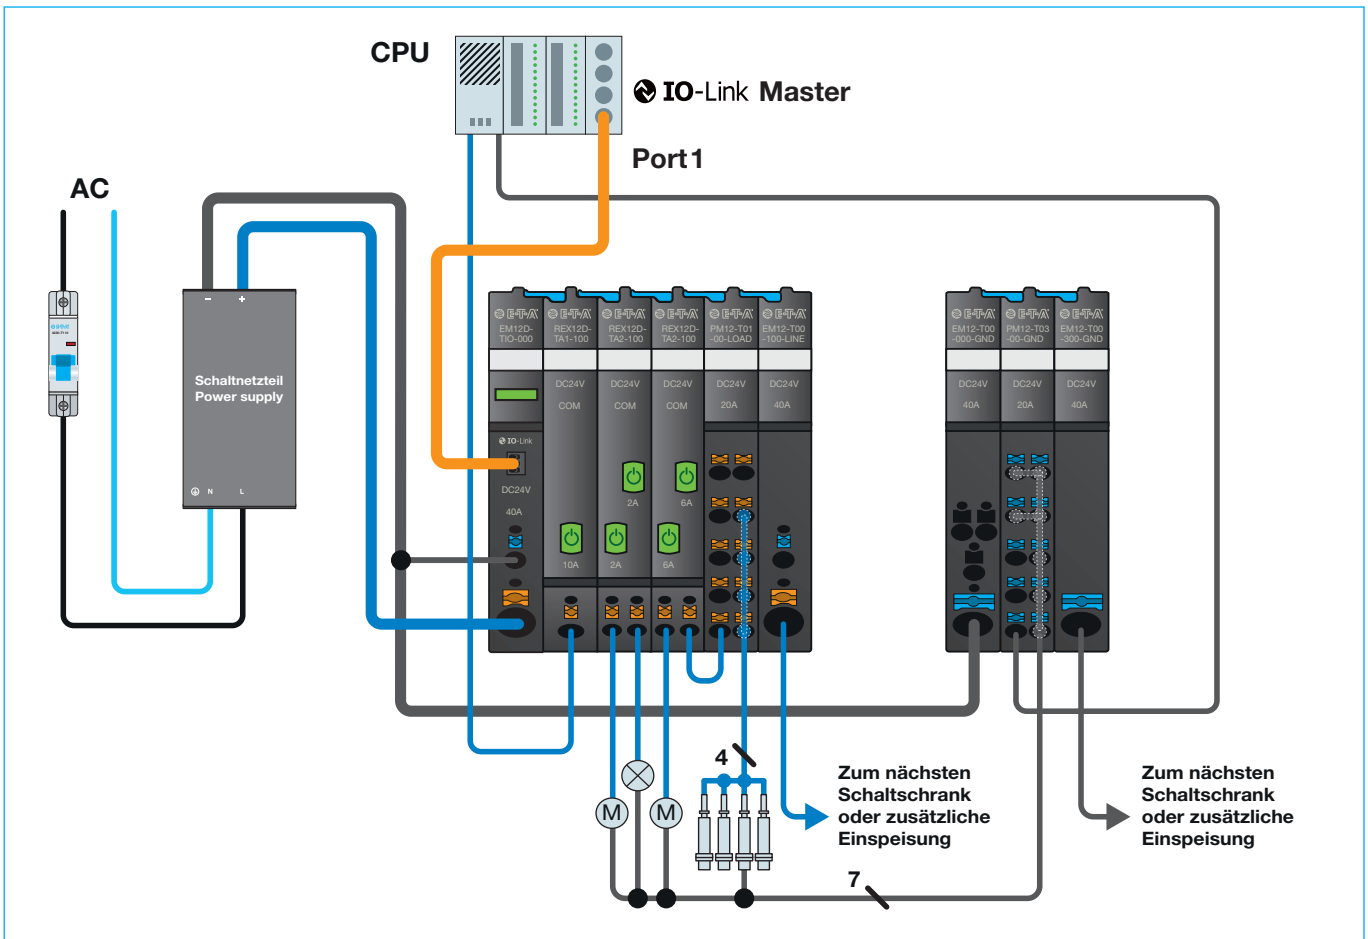 CPU
IO-Link Master
Port 1
AC
Schaltnetzteil
Power supply
N
L
E-T-A
EM12D-
TIO-000
IO-Link
DC24V
40A
E-T-A
REX12D-
TA1-100
DC24V
COM
10A
E-T-A
REX12D-
TA2-100
DC24V
COM
2A
2A
E-T-A
REX12D-
TA2-100
DC24V
COM
6A
6A
E-T-A
PM12-T01
-00-LOAD
DC24V
20A
E-T-A
EM12-T00
-100-LINE
DC24V
40A
E-T-A
EM12-T00
-000-GND
DC24V
40A
E-T-A
PM12-T03
-00-GND
DC24V
20A
E-T-A
EM12-T00
-300-GND
DC24V
40A
M
M
4
7
Zum nächsten
Schaltschrank
oder zusätzliche
Einspeisung
Zum nächsten
Schaltschrank
oder zusätzliche
Einspeisung